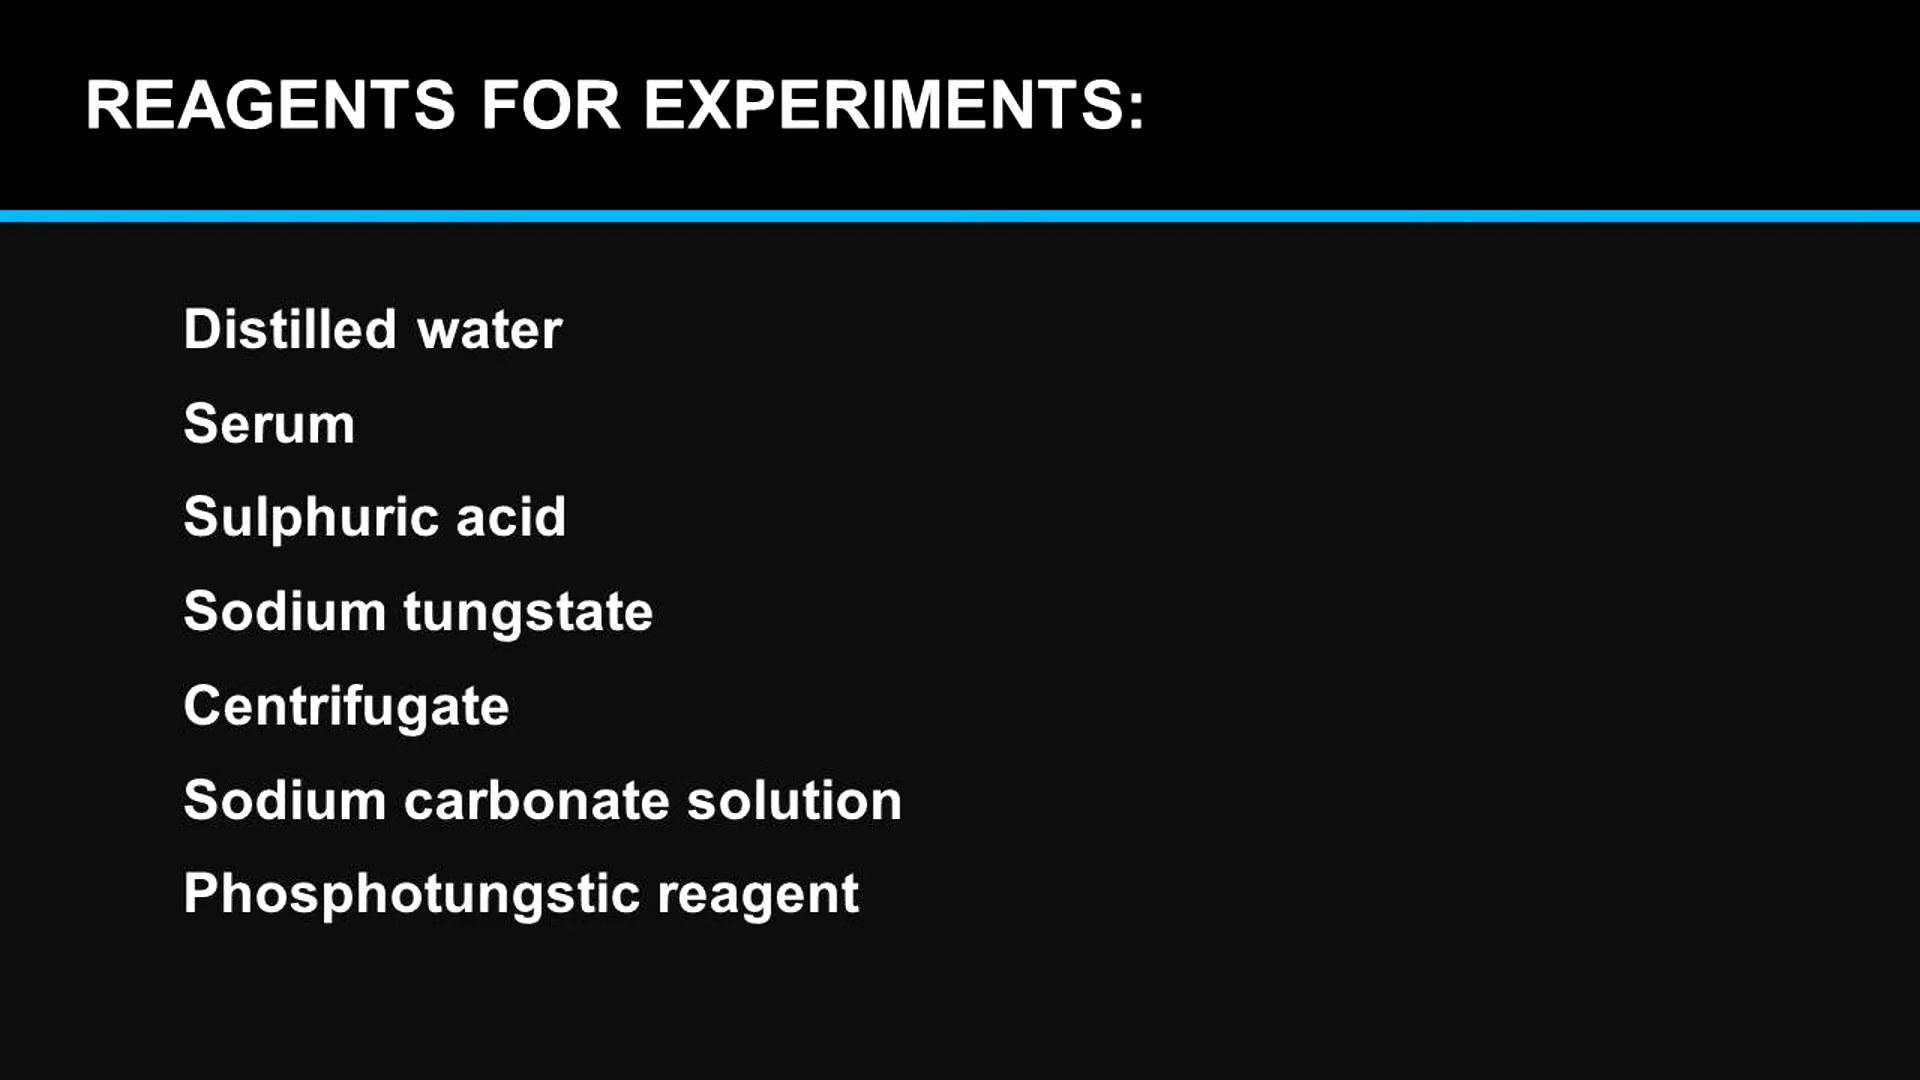 REAGENTS FOR EXPERIMENTS:
Distilled water
Serum
Sulphuric acid
Sodium tungstate
Centrifugate
Sodium carbonate solution
Phosphotungstic reagent